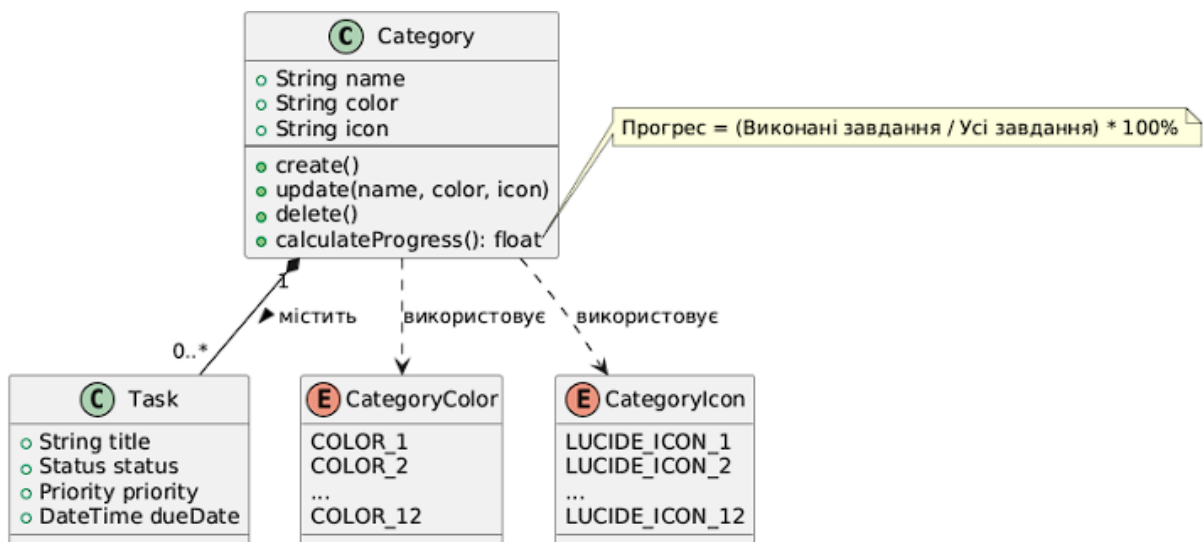 C Category
String name
String color
String icon
create()
update(name, color, icon)
delete()
calculateProgress(): float
Прогрес = (Виконані завдання / Усі завдання) * 100%
1
містить
використовує
використовує
0..*
C Task
String title
Status status
Priority priority
DateTime dueDate
E CategoryColor
COLOR_1
COLOR_2
...
COLOR_12
E CategoryIcon
LUCIDE_ICON_1
LUCIDE_ICON_2
...
LUCIDE_ICON_12